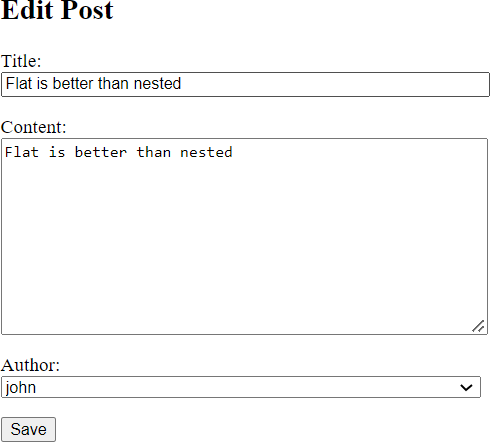 Edit Post
Title:
Flat is better than nested
Content:
Flat is better than nested
Author:
john
Save